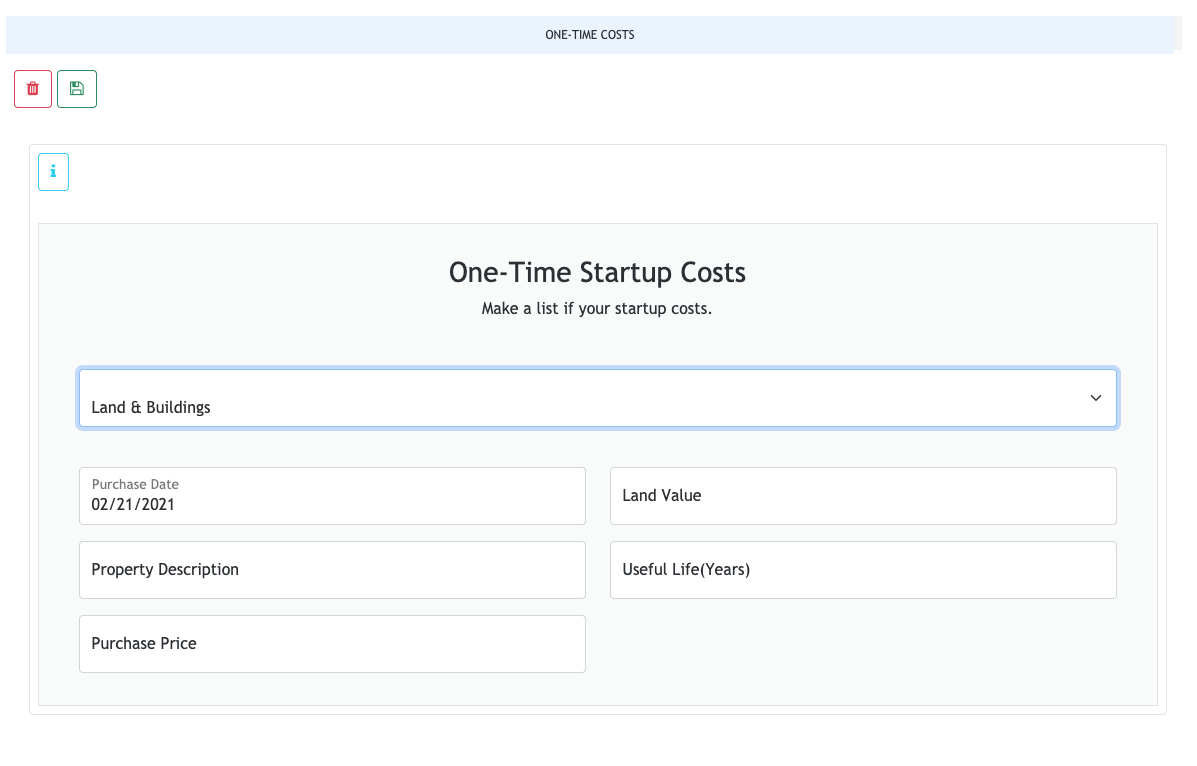 ONE-TIME COSTS
i
One-Time Startup Costs
Make a list if your startup costs.
Land & Buildings
Purchase Date
02/21/2021
Land Value
Property Description
Useful Life(Years)
Purchase Price